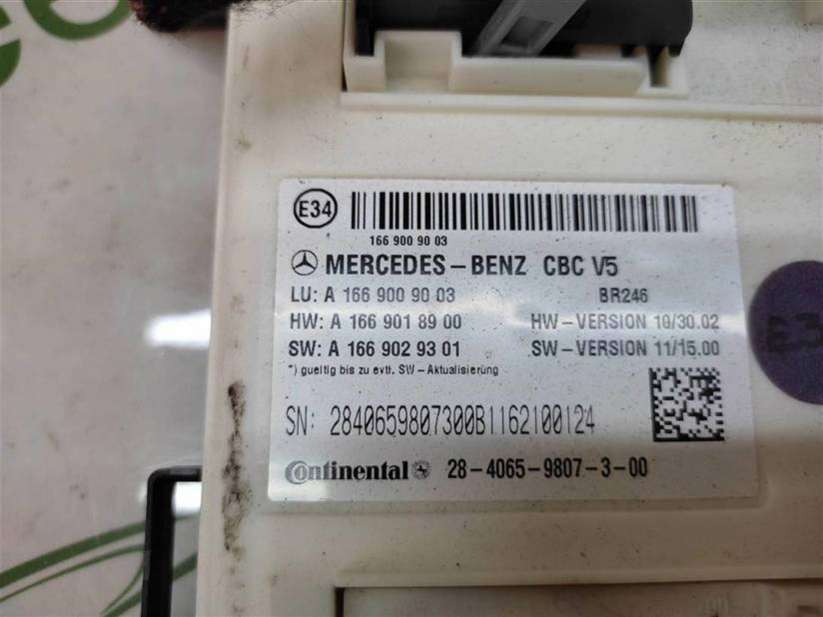 E34
166 900 90 03
MERCEDES-BENZ CBC V5
LU: A 166 900 90 03 BR246
HW: A 166 901 89 00 HW-VERSION 10/30.02
SW: A 166 902 93 01 SW-VERSION 11/15.00
*) gueltig bis zu evtl. SW-Aktualisierung
SN: 2840659807300B1162100124
Continental 28-4065-9807-3-00